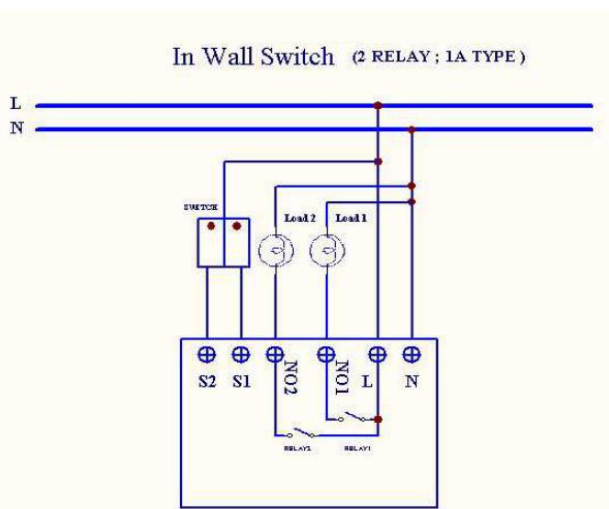 In Wall Switch (2 RELAY ; 1A TYPE )
L
N
SWITCH
Load 2 Load 1
S2 S1 NO2 NO1 L N
RELAY2 RELAY1